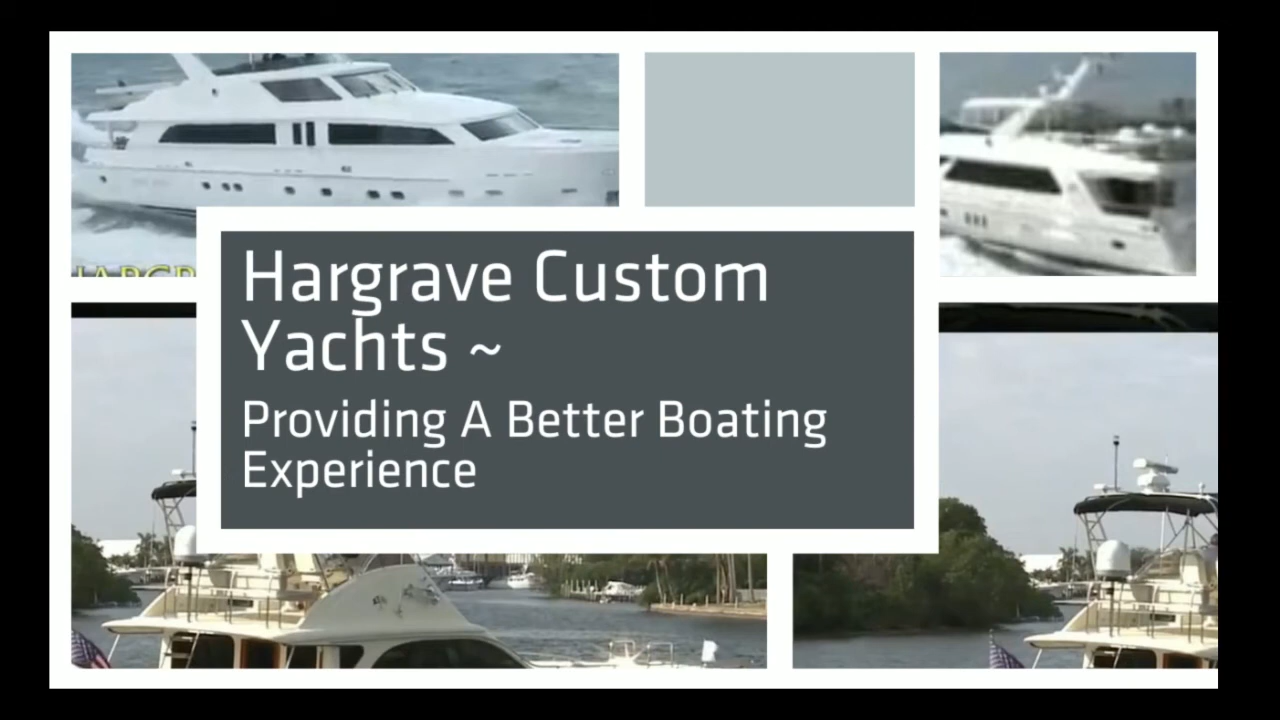 Hargrave Custom
Yachts ~
Providing A Better Boating
Experience